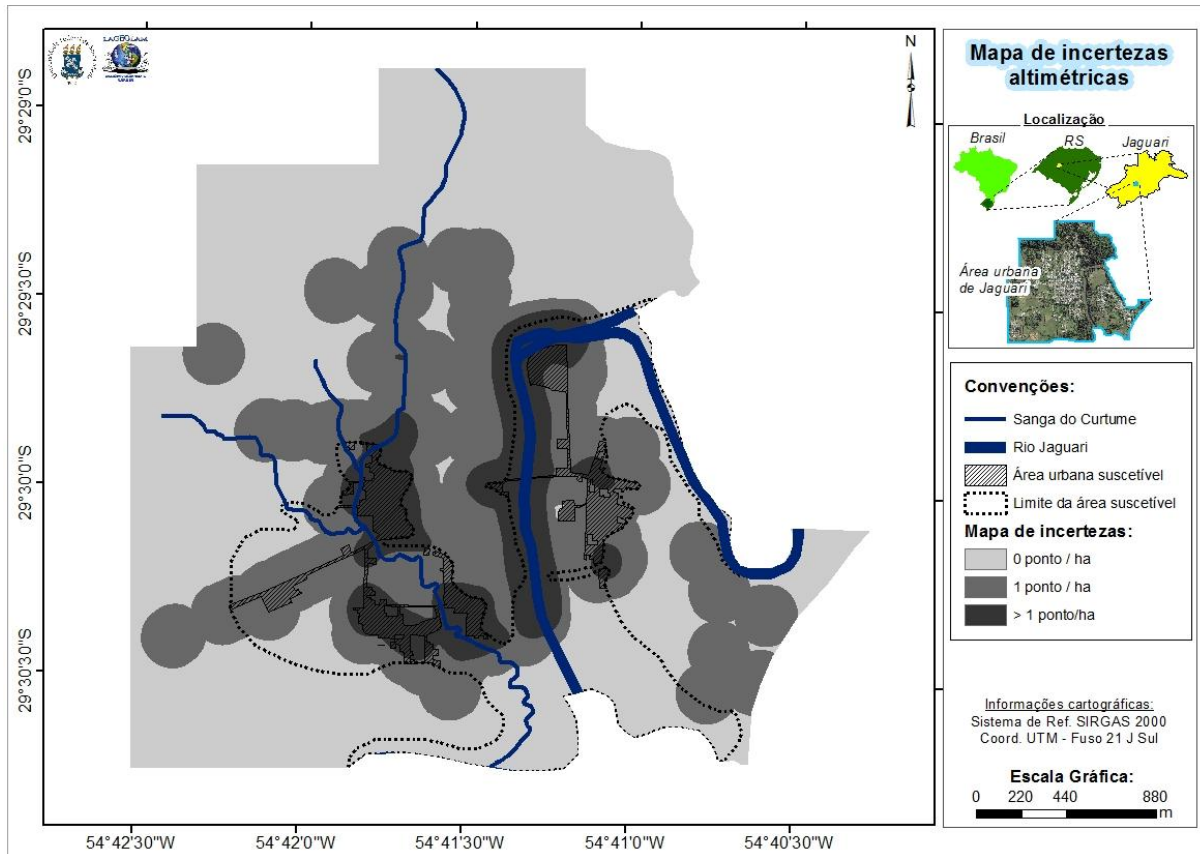 LAGEOLAM
UFSM
N
29°29'0"S
29°29'30"S
29°30'0"S
29°30'30"S
54°42'30"W
54°42'0"W
54°41'30"W
54°41'0"W
54°40'30"W
Mapa de incertezas
altimétricas
Localização
Brasil
RS
Jaguari
Área urbana
de Jaguari
Convenções:
Sanga do Curtume
Rio Jaguari
Área urbana suscetível
Limite da área suscetível
Mapa de incertezas:
0 ponto / ha
1 ponto / ha
> 1 ponto/ha
Informações cartográficas:
Sistema de Ref. SIRGAS 2000
Coord. UTM - Fuso 21 J Sul
Escala Gráfica:
0 220 440 880
m